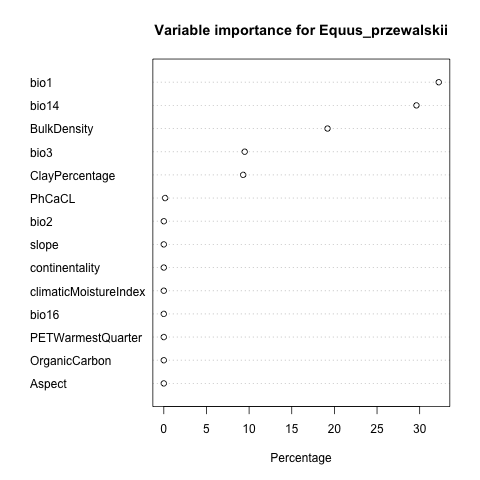 Variable importance for Equus_przewalskii
bio1
bio14
BulkDensity
bio3
ClayPercentage
PhCaCL
bio2
slope
continentality
climaticMoistureIndex
bio16
PETWarmestQuarter
OrganicCarbon
Aspect
0 5 10 15 20 25 30
Percentage